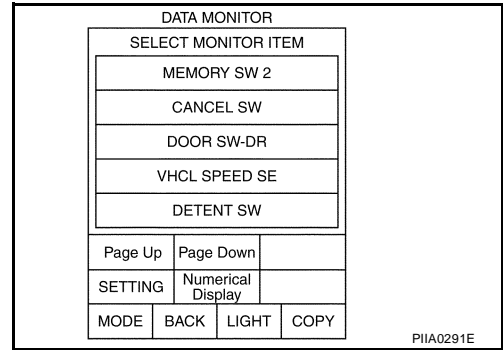 DATA MONITOR
SELECT MONITOR ITEM
MEMORY SW 2
CANCEL SW
DOOR SW-DR
VHCL SPEED SE
DETENT SW
Page Up Page Down
SETTING Numerical
Display
MODE BACK LIGHT COPY
PIIA0291E